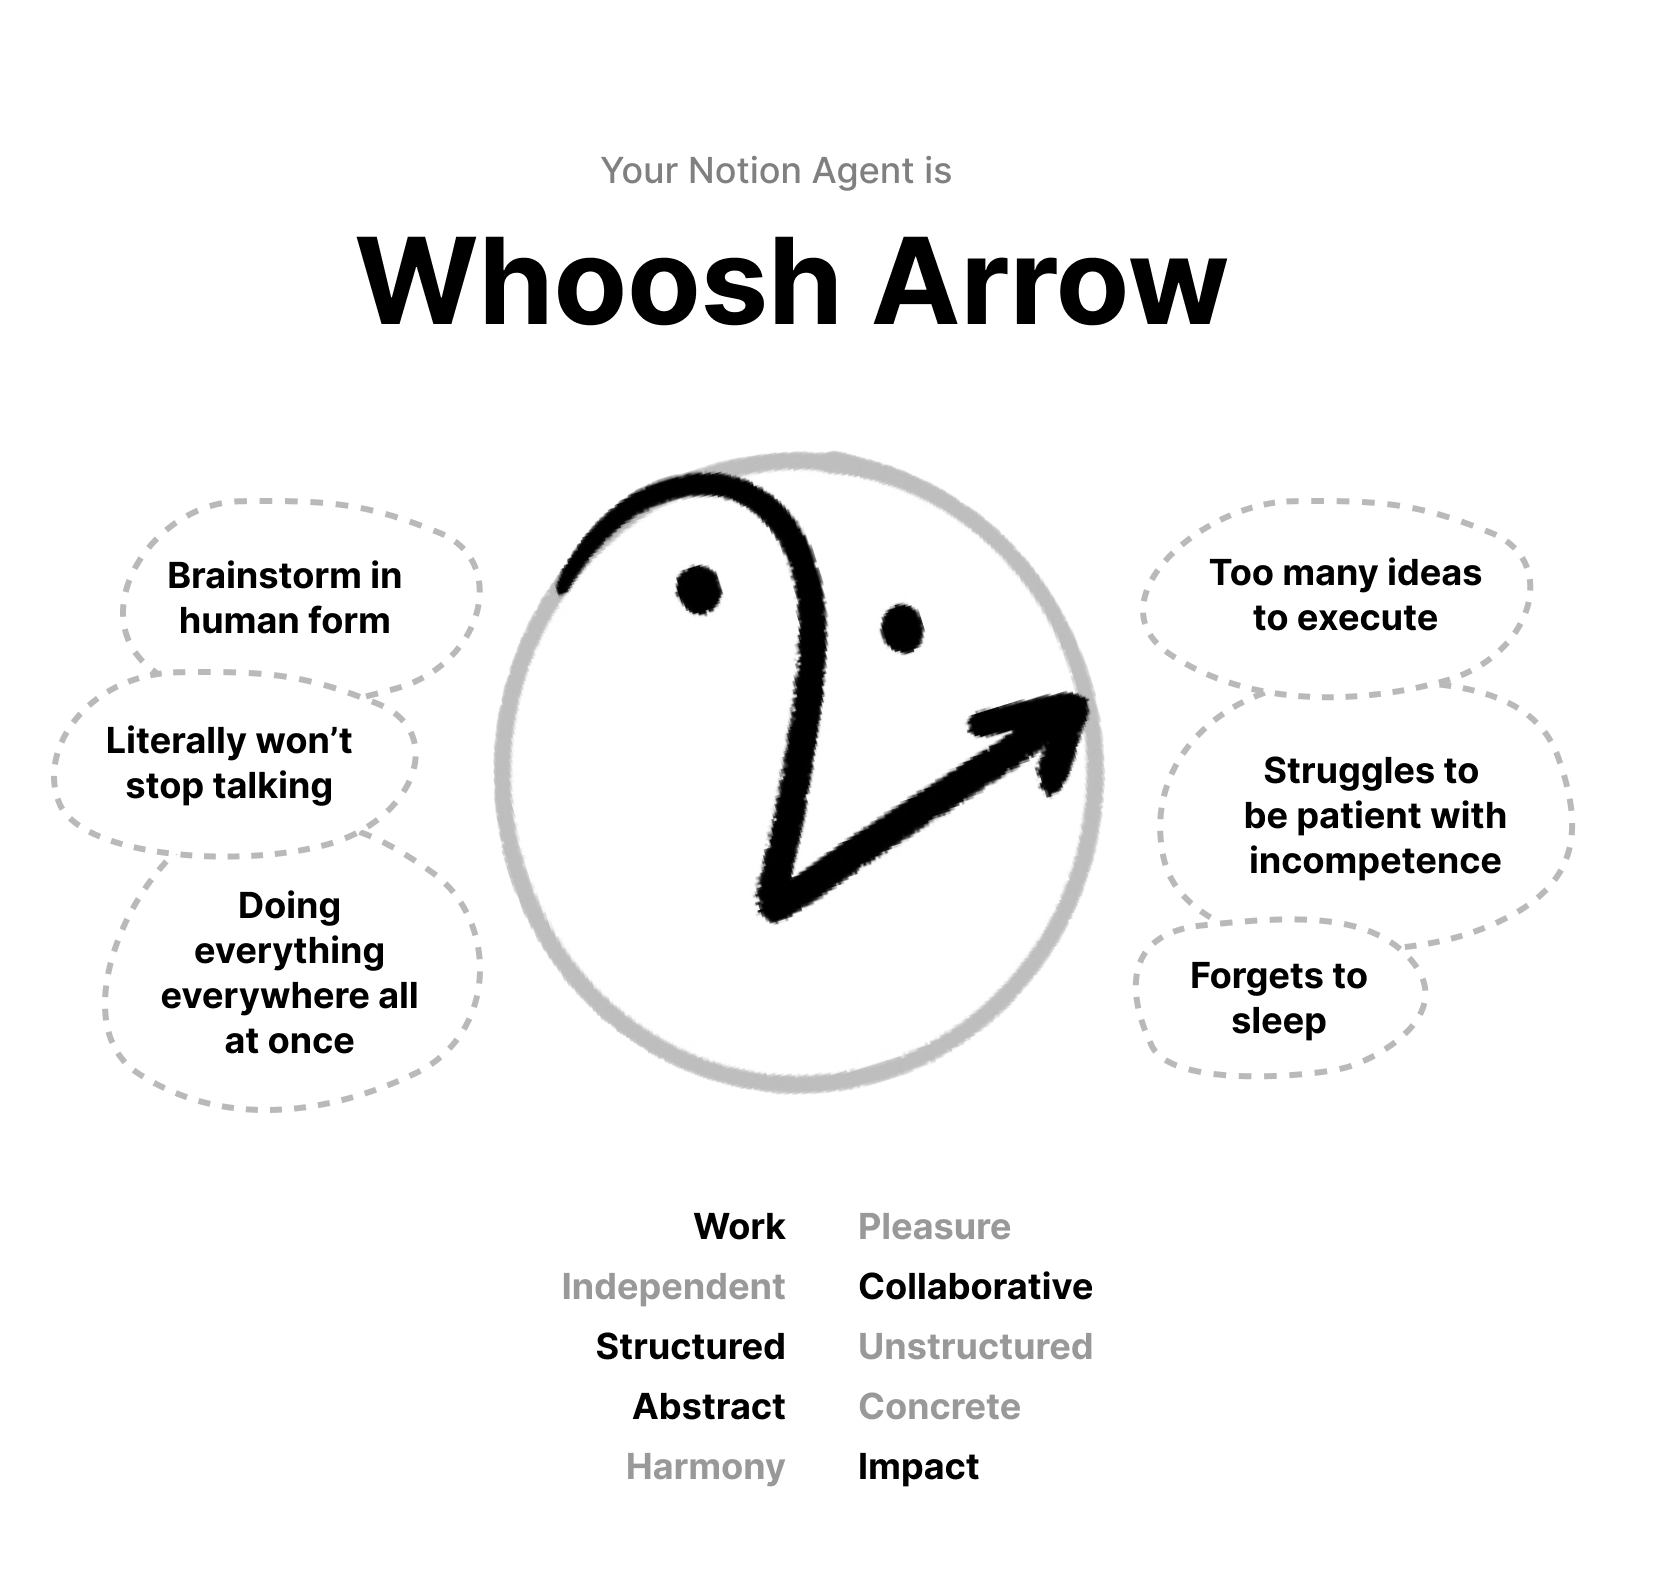 Your Notion Agent is
Whoosh Arrow
Brainstorm in
human form
Literally won’t
stop talking
Doing
everything
everywhere all
at once
Too many ideas
to execute
Struggles to
be patient with
incompetence
Forgets to
sleep
Work Pleasure
Independent Collaborative
Structured Unstructured
Abstract Concrete
Harmony Impact